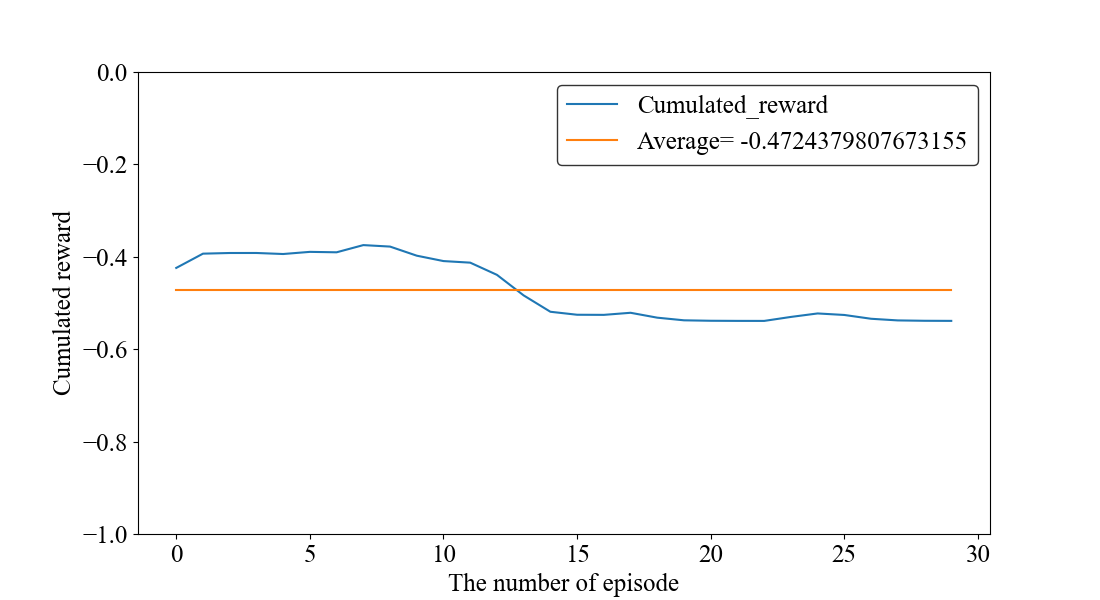 Cumulated_reward
Average= -0.4724379807673155
0.0
−0.2
−0.4
−0.6
−0.8
−1.0
Cumulated reward
0 5 10 15 20 25 30
The number of episode